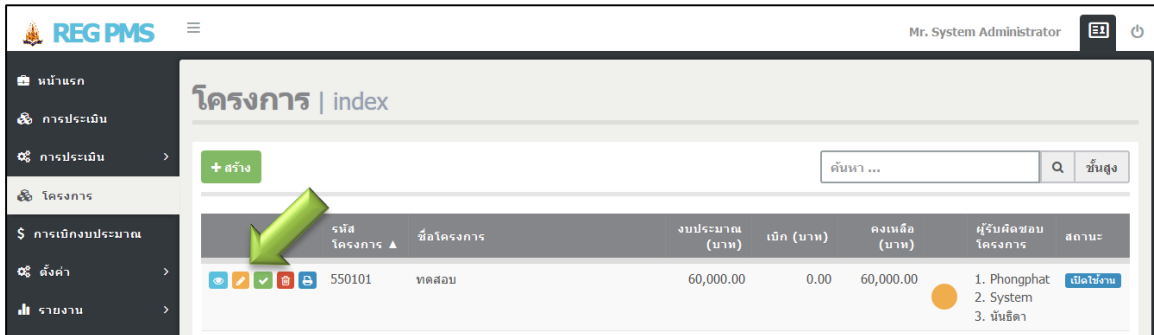 REG PMS
Mr. System Administrator
หน้าแรก
การประเมิน
การประเมิน
โครงการ
$ การเบิกงบประมาณ
ตั้งค่า
รายงาน
โครงการ | index
+ สร้าง
ค้นหา ...
ขั้นสูง
รหัส
โครงการ ▲
ชื่อโครงการ
งบประมาณ
(บาท)
เบิก (บาท)
คงเหลือ
(บาท)
ผู้รับผิดชอบ
โครงการ
สถานะ
550101
ทดสอบ
60,000.00
0.00
60,000.00
1. Phongphat
2. System
3. นันธิดา
เปิดใช้งาน